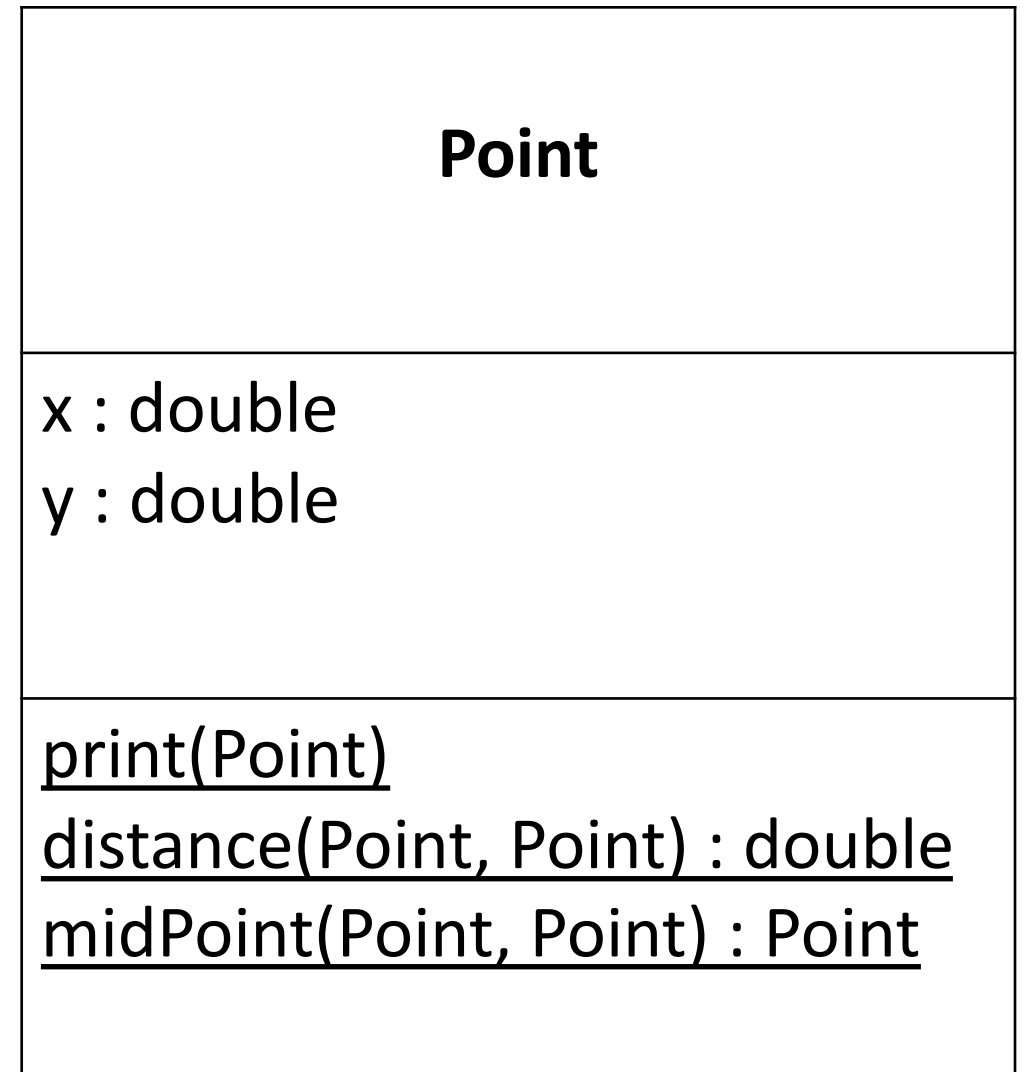 Point
x : double
y : double
print(Point)
distance(Point, Point) : double
midPoint(Point, Point) : Point